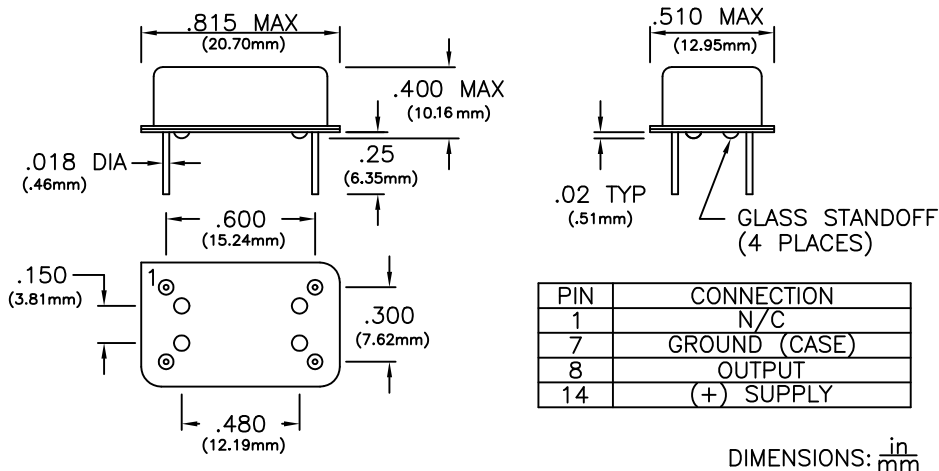 .815 MAX
(20.70mm)
.510 MAX
(12.95mm)
.400 MAX
(10.16 mm)
.018 DIA
(.46mm)
.25
(6.35mm)
.02 TYP
(.51mm)
GLASS STANDOFF
(4 PLACES)
.600
(15.24mm)
.150
(3.81mm)
1
.300
(7.62mm)
.480
(12.19mm)
PIN CONNECTION
1 N/C
7 GROUND (CASE)
8 OUTPUT
14 (+) SUPPLY
DIMENSIONS: in
mm